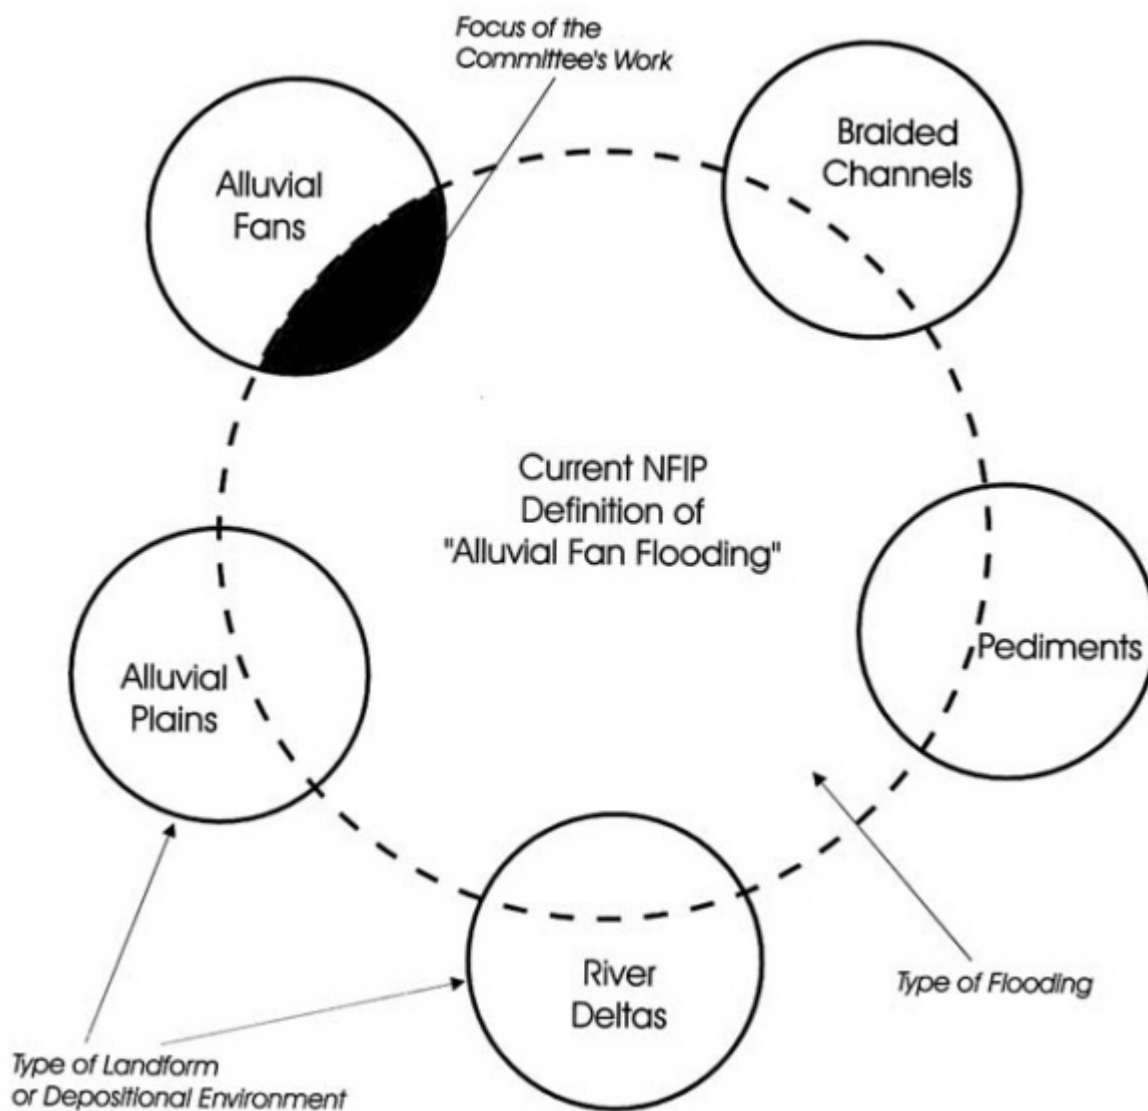 Focus of the
Committee's Work
Braided
Channels
Alluvial
Fans
Current NFIP
Definition of
"Alluvial Fan Flooding"
Pediments
Alluvial
Plains
River
Deltas
Type of Flooding
Type of Landform
or Depositional Environment